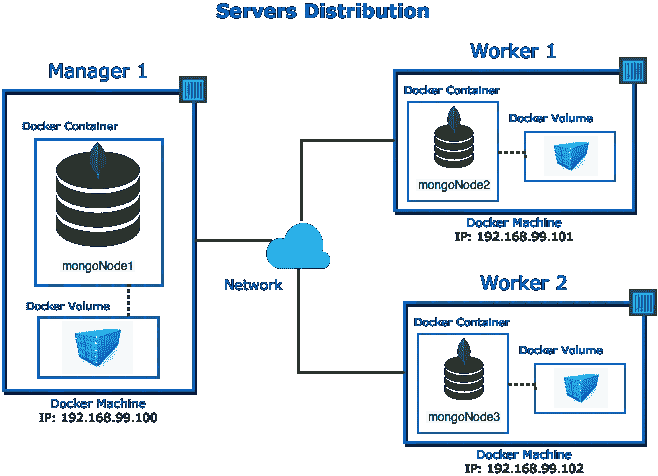 Servers Distribution
Manager 1
Docker Container
mongoNode1
Docker Volume
Docker Machine
IP: 192.168.99.100
Network
Worker 1
Docker Container
Docker Volume
mongoNode2
Docker Machine
IP: 192.168.99.101
Worker 2
Docker Container
Docker Volume
mongoNode3
Docker Machine
IP: 192.168.99.102